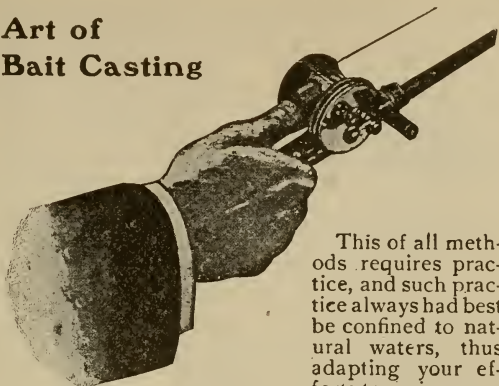 Art of
Bait Casting
This of all meth-
ods requires prac-
tice, and such prac-
tice always had best
be confined to nat-
ural waters, thus
adapting your ef-